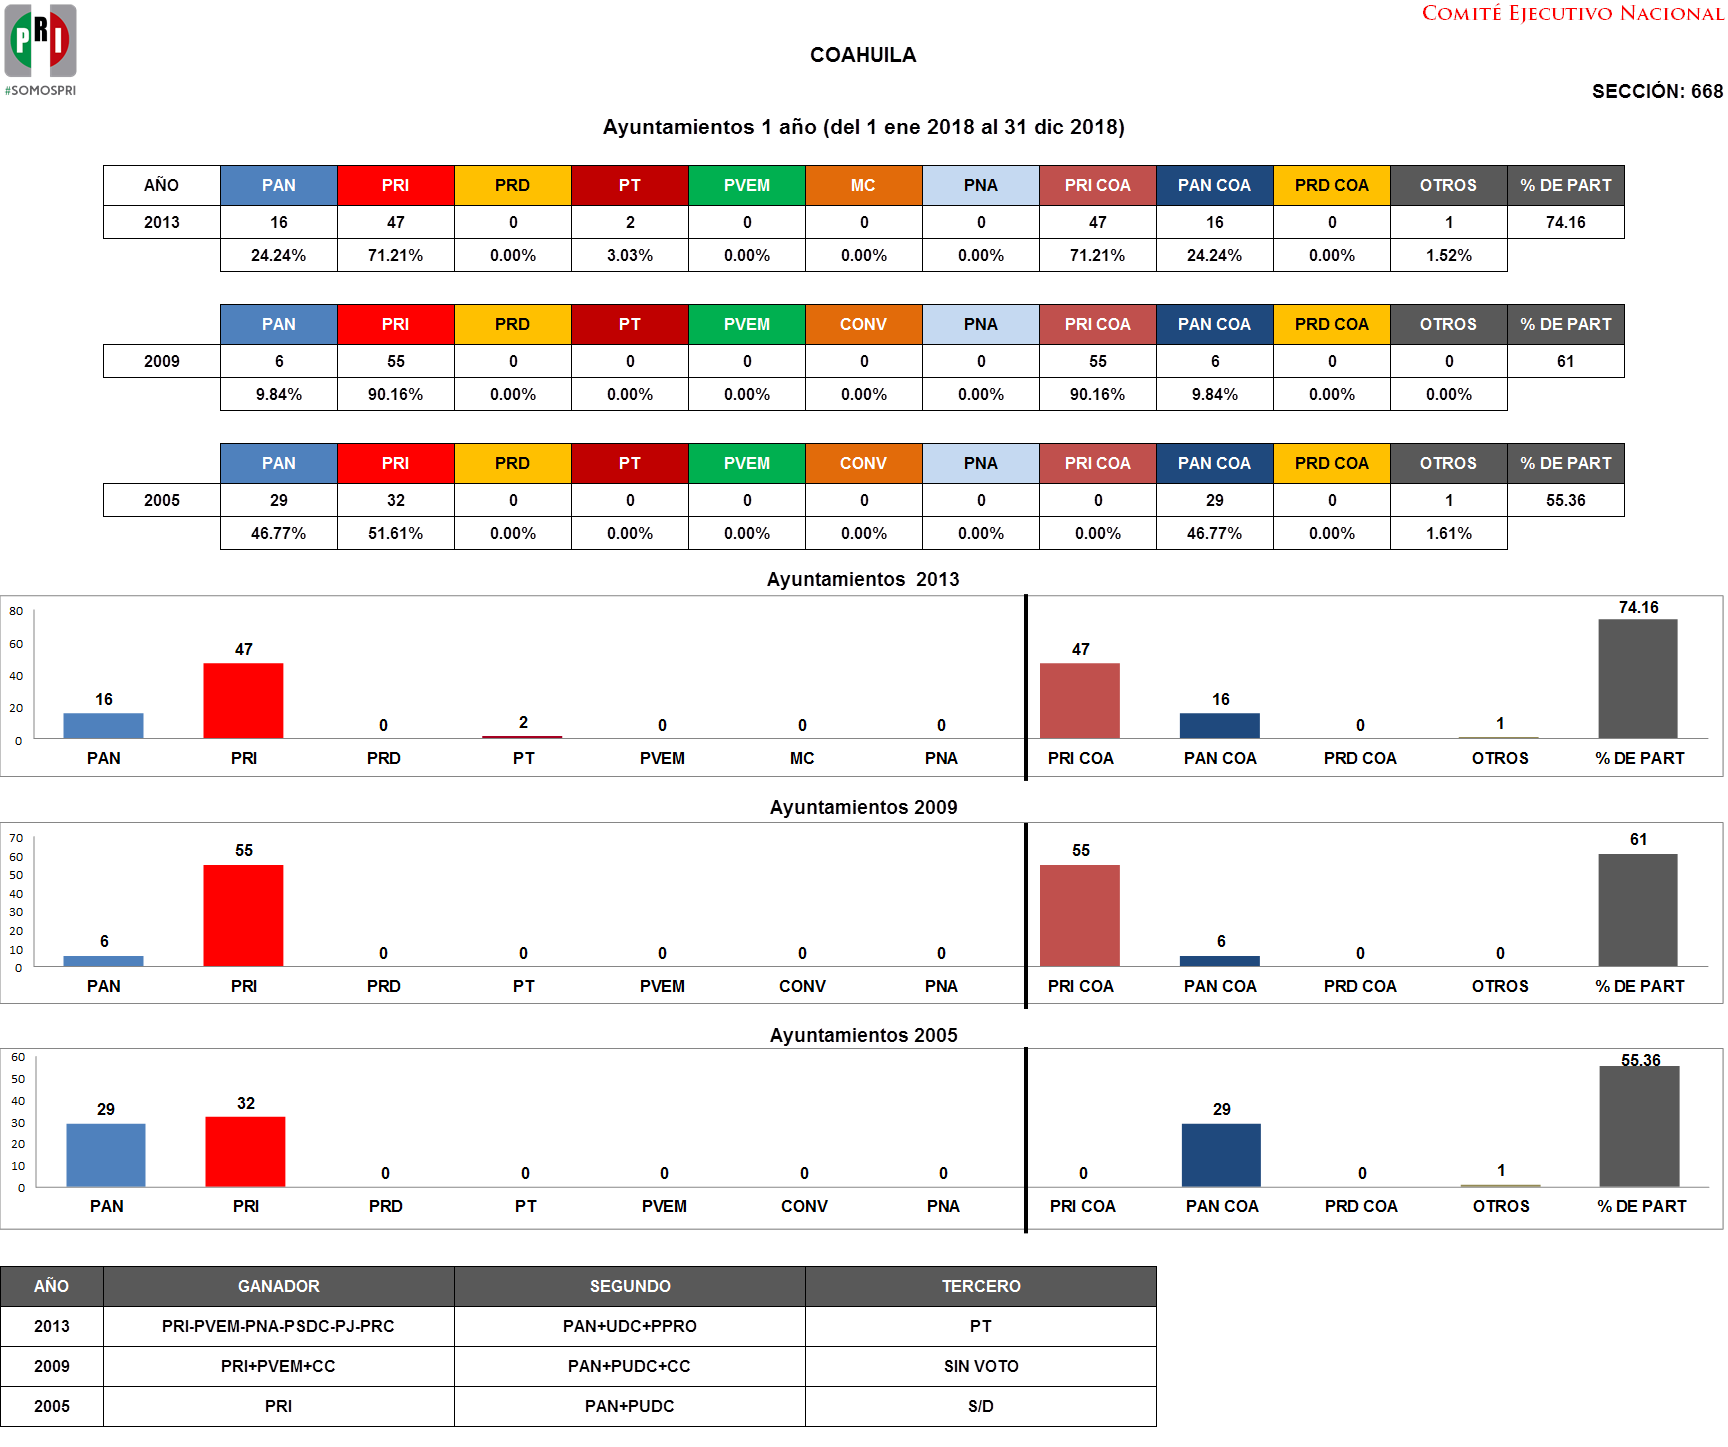 PRI
#SOMOSPRI
COMITÉ EJECUTIVO NACIONAL
COAHUILA
SECCIÓN: 668
Ayuntamientos 1 año (del 1 ene 2018 al 31 dic 2018)
AÑO PAN PRI PRD PT PVEM MC PNA PRI COA PAN COA PRD COA OTROS % DE PART
2013 16 47 0 2 0 0 0 47 16 0 1 74.16
24.24% 71.21% 0.00% 3.03% 0.00% 0.00% 0.00% 71.21% 24.24% 0.00% 1.52%
PAN PRI PRD PT PVEM CONV PNA PRI COA PAN COA PRD COA OTROS % DE PART
2009 6 55 0 0 0 0 0 55 6 0 0 61
9.84% 90.16% 0.00% 0.00% 0.00% 0.00% 0.00% 90.16% 9.84% 0.00% 0.00%
PAN PRI PRD PT PVEM CONV PNA PRI COA PAN COA PRD COA OTROS % DE PART
2005 29 32 0 0 0 0 0 0 29 0 1 55.36
46.77% 51.61% 0.00% 0.00% 0.00% 0.00% 0.00% 0.00% 46.77% 0.00% 1.61%
Ayuntamientos 2013
80
60
40
20
0
16 47 0 2 0 0 0 47 16 0 1 74.16
PAN PRI PRD PT PVEM MC PNA PRI COA PAN COA PRD COA OTROS % DE PART
Ayuntamientos 2009
70
60
50
40
30
20
10
0
6 55 0 0 0 0 0 55 6 0 0 61
PAN PRI PRD PT PVEM CONV PNA PRI COA PAN COA PRD COA OTROS % DE PART
Ayuntamientos 2005
60
50
40
30
20
10
0
29 32 0 0 0 0 0 0 29 0 1 55.36
PAN PRI PRD PT PVEM CONV PNA PRI COA PAN COA PRD COA OTROS % DE PART
AÑO GANADOR SEGUNDO TERCERO
2013 PRI-PVEM-PNA-PSDC-PJ-PRC PAN+UDC+PPRO PT
2009 PRI+PVEM+CC PAN+PUDC+CC SIN VOTO
2005 PRI PAN+PUDC S/D